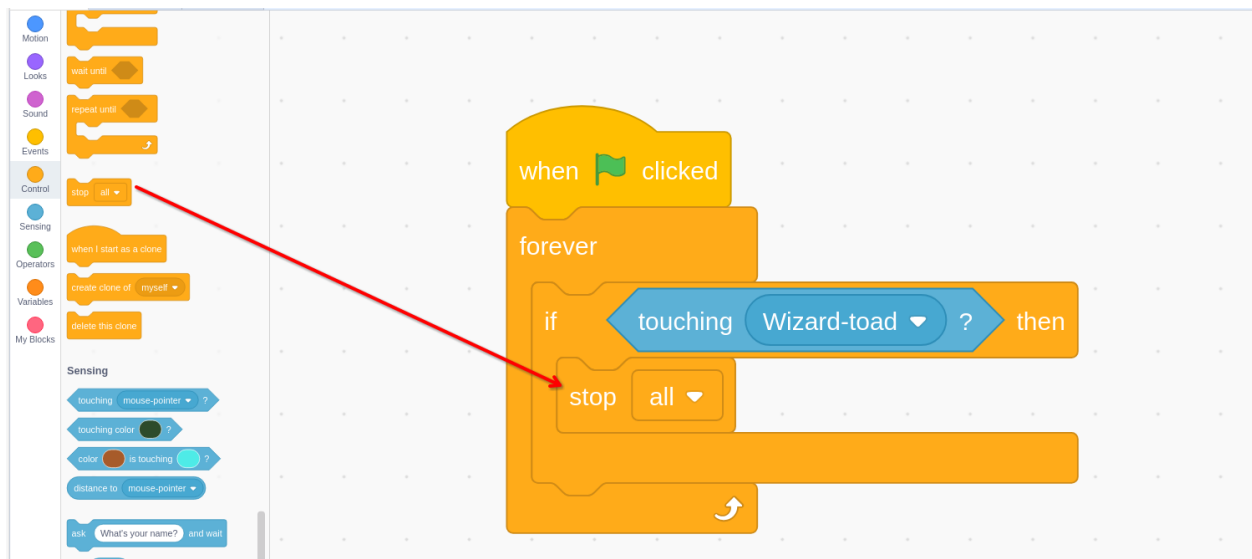 Motion
Looks
Sound
Events
Control
Sensing
Operators
Variables
My Blocks
wait until
repeat until
stop all
when I start as a clone
create clone of myself
delete this clone
Sensing
touching mouse-pointer ?
touching color ?
color is touching ?
distance to mouse-pointer
ask What's your name? and wait
when clicked
forever
if touching Wizard-toad ? then
stop all